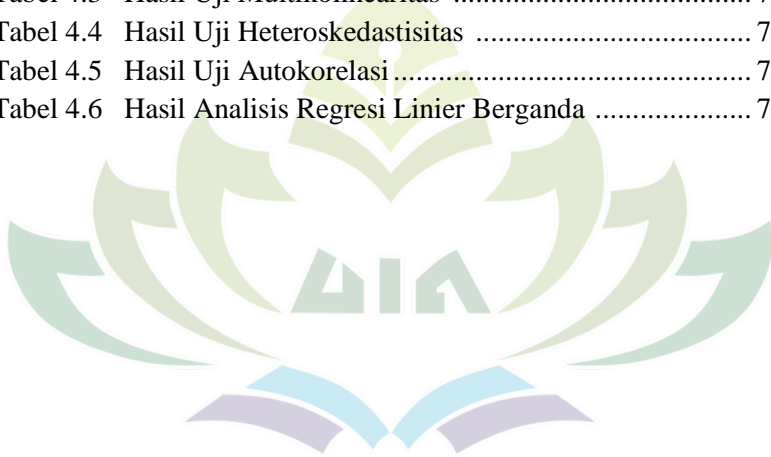 Tabel 4.4 Hasil Uji Heteroskedastisitas ........................................ 7
Tabel 4.5 Hasil Uji Autokorelasi ................................................. 7
Tabel 4.6 Hasil Analisis Regresi Linier Berganda .................... 7
UIN